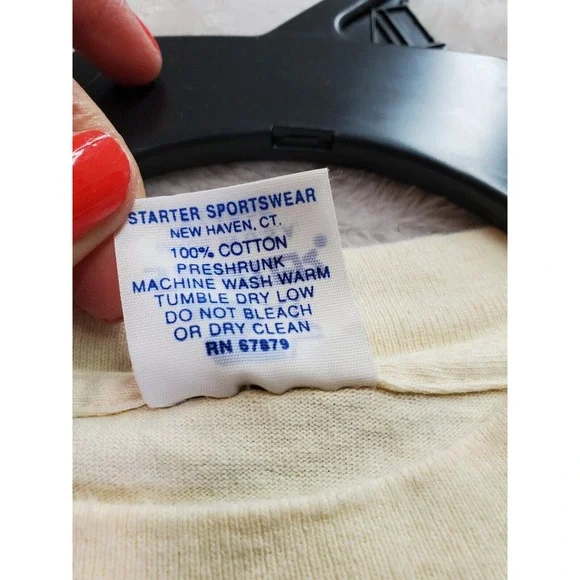 STARTER SPORTSWEAR
NEW HAVEN, CT.
100% COTTON
PRESHRUNK
MACHINE WASH WARM
TUMBLE DRY LOW
DO NOT BLEACH
OR DRY CLEAN
RN 67879